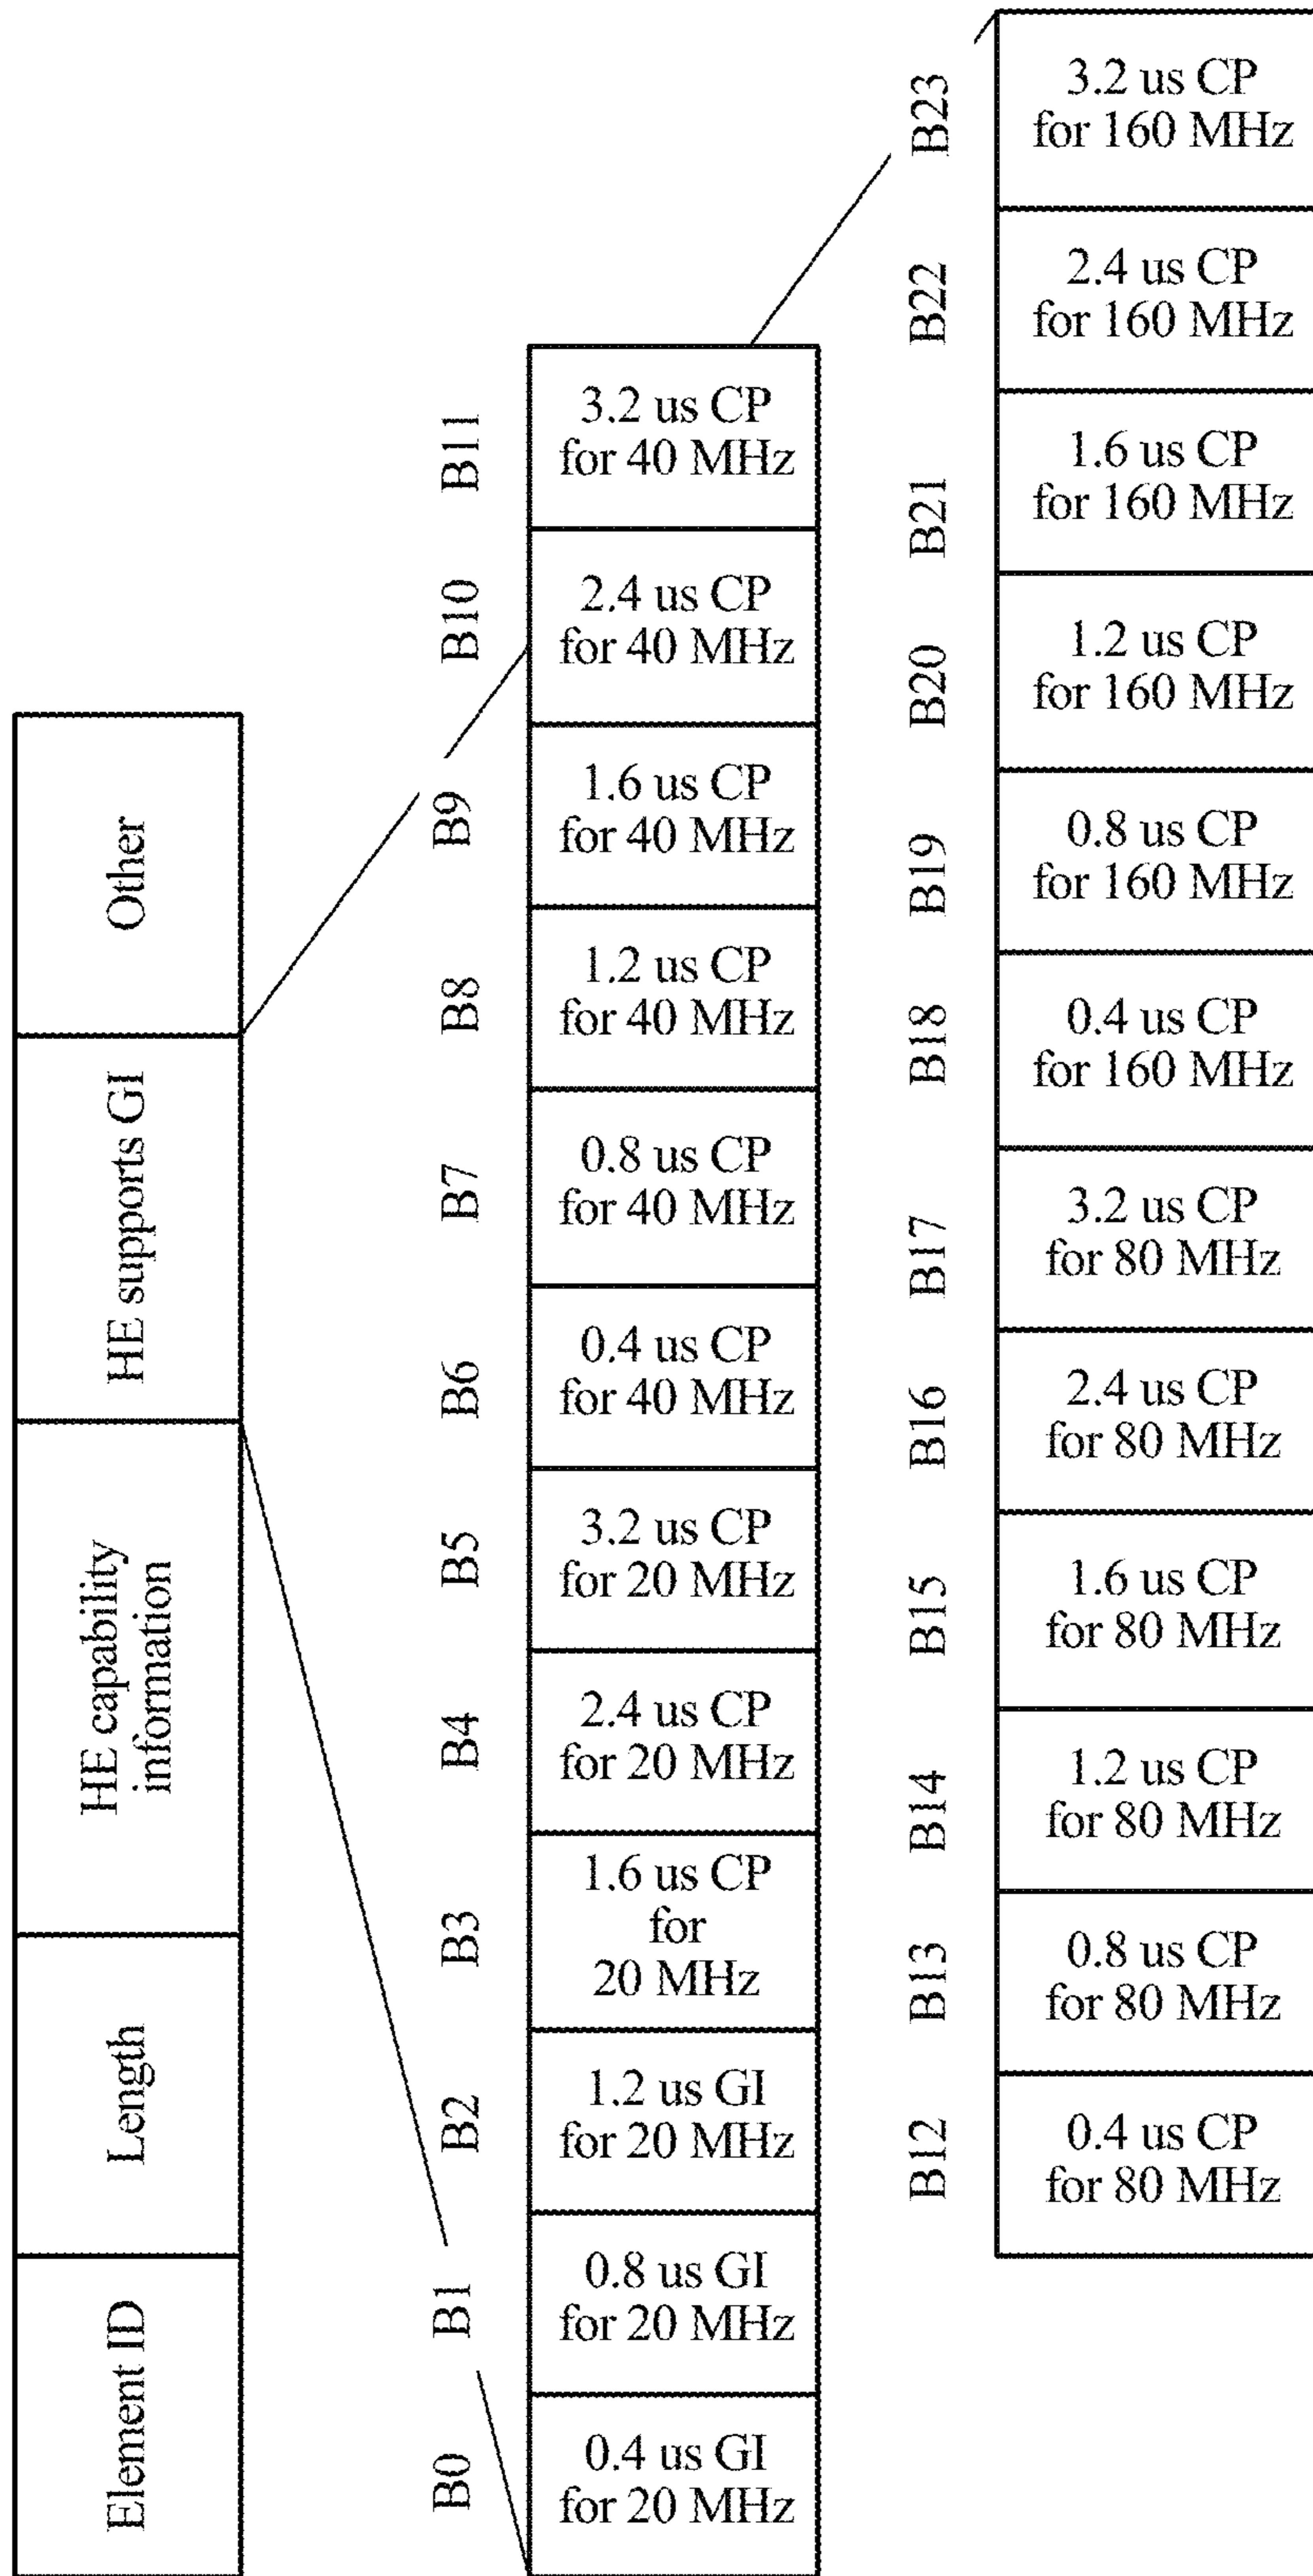 Element ID
Length
HE capability
information
HE supports GI
Other
B0
B1
B2
B3
B4
B5
B6
B7
B8
B9
B10
B11
0.4 us GI
for 20 MHz
0.8 us GI
for 20 MHz
1.2 us GI
for 20 MHz
1.6 us CP
for
20 MHz
2.4 us CP
for 20 MHz
3.2 us CP
for 20 MHz
0.4 us CP
for 40 MHz
0.8 us CP
for 40 MHz
1.2 us CP
for 40 MHz
1.6 us CP
for 40 MHz
2.4 us CP
for 40 MHz
3.2 us CP
for 40 MHz
B12
B13
B14
B15
B16
B17
B18
B19
B20
B21
B22
B23
0.4 us CP
for 80 MHz
0.8 us CP
for 80 MHz
1.2 us CP
for 80 MHz
1.6 us CP
for 80 MHz
2.4 us CP
for 80 MHz
3.2 us CP
for 80 MHz
0.4 us CP
for 160 MHz
0.8 us CP
for 160 MHz
1.2 us CP
for 160 MHz
1.6 us CP
for 160 MHz
2.4 us CP
for 160 MHz
3.2 us CP
for 160 MHz